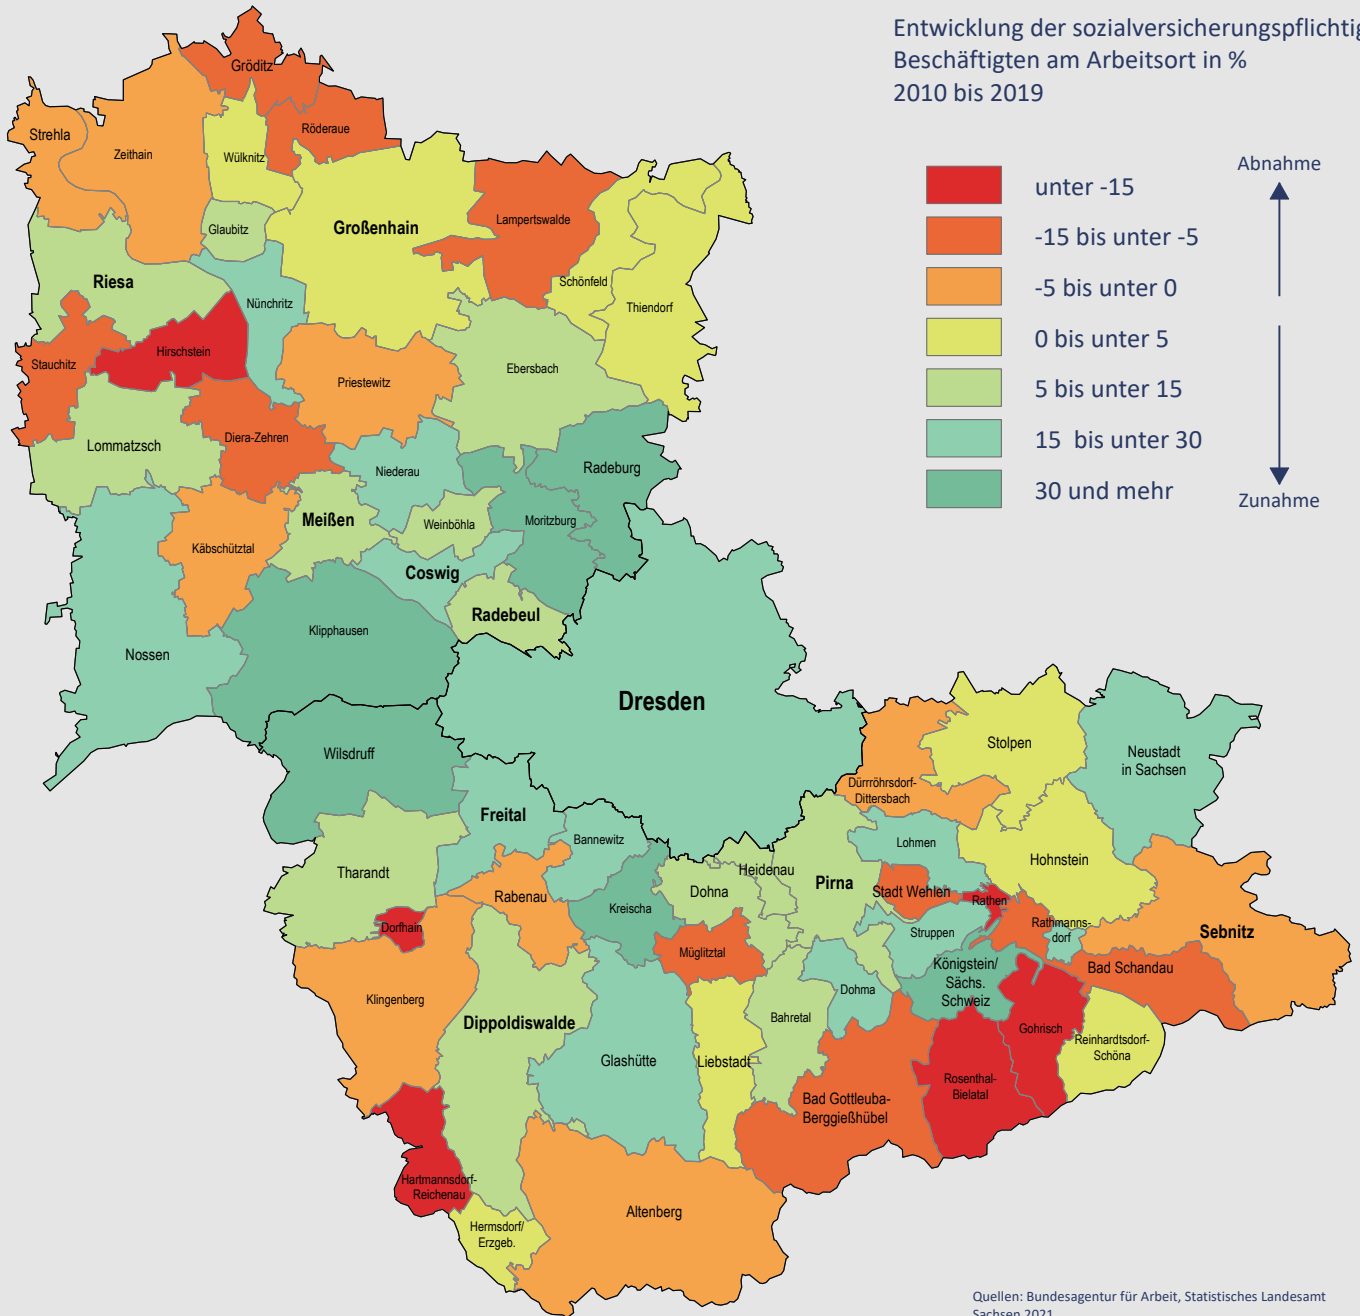 Entwicklung der sozialversicherungspflichtig
Beschäftigten am Arbeitsort in %
2010 bis 2019
Abnahme
unter -15
-15 bis unter -5
-5 bis unter 0
0 bis unter 5
5 bis unter 15
15 bis unter 30
30 und mehr
Zunahme
Gröditz
Strehla
Zeithain
Wülknitz
Röderaue
Glaubitz
Großenhain
Lampertswalde
Riesa
Nünchritz
Schönfeld
Thiendorf
Stauchitz
Hirschstein
Priestewitz
Ebersbach
Lommatzsch
Diera-Zehren
Niederau
Radeburg
Käbschütztal
Meißen
Weinböhla
Moritzburg
Coswig
Radebeul
Klipphausen
Nossen
Dresden
Wilsdruff
Stolpen
Neustadt
in Sachsen
Dürrröhrsdorf-
Dittersbach
Freital
Bannewitz
Lohmen
Hohnstein
Tharandt
Heidenau
Pirna
Rabenau
Dohna
Stadt Wehlen
Rathen
Kreischa
Dorfhain
Struppen
Rathmanns-
dorf
Sebnitz
Müglitztal
Königstein/
Sächs.
Schweiz
Bad Schandau
Klingenberg
Dohma
Dippoldiswalde
Bahretal
Gohrisch
Glashütte
Liebstadt
Reinhardtsdorf-
Schöna
Rosenthal-
Bielatal
Bad Gottleuba-
Berggießhübel
Hartmannsdorf-
Reichenau
Altenberg
Hermsdorf/
Erzgeb.
Quellen: Bundesagentur für Arbeit, Statistisches Landesamt
Sachsen 2021